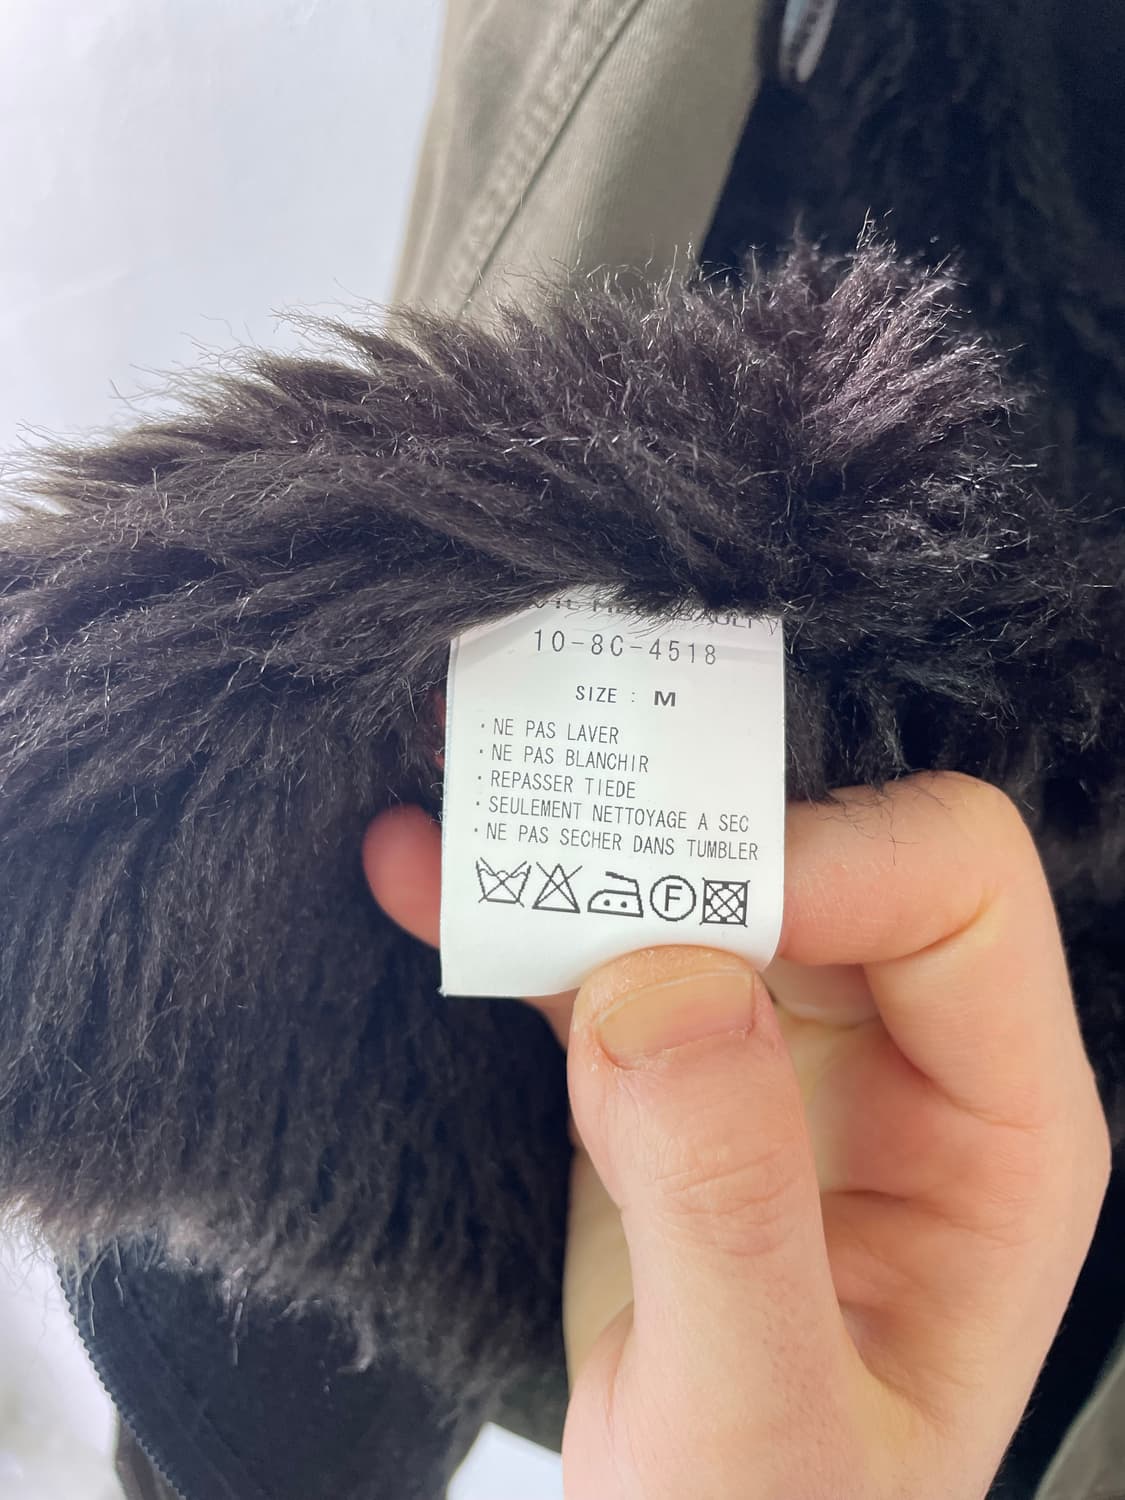 10-8C-4518
SIZE : M
· NE PAS LAVER
· NE PAS BLANCHIR
· REPASSER TIEDE
· SEULEMENT NETTOYAGE A SEC
· NE PAS SECHER DANS TUMBLER
F